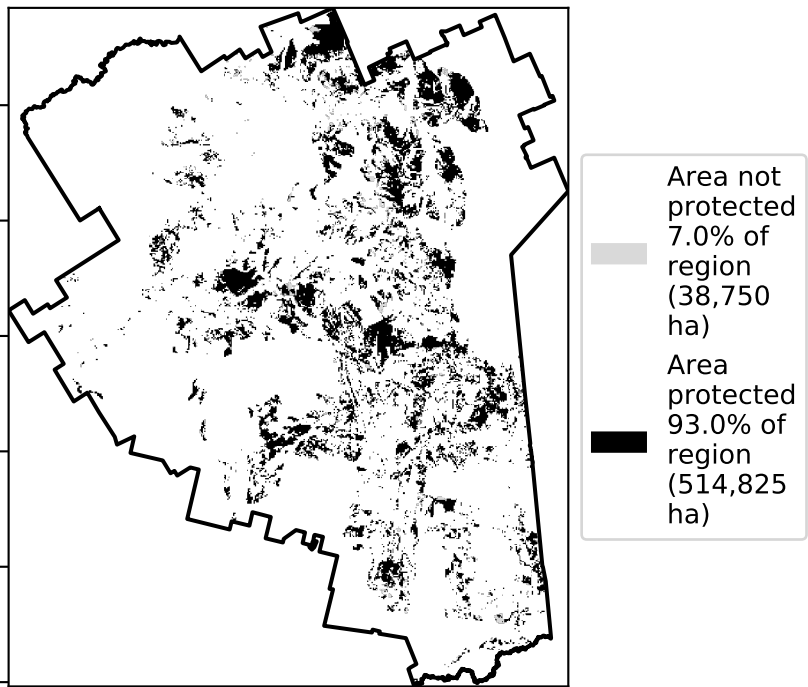 Area not
protected
7.0% of
region
(38,750
ha)
Area
protected
93.0% of
region
(514,825
ha)